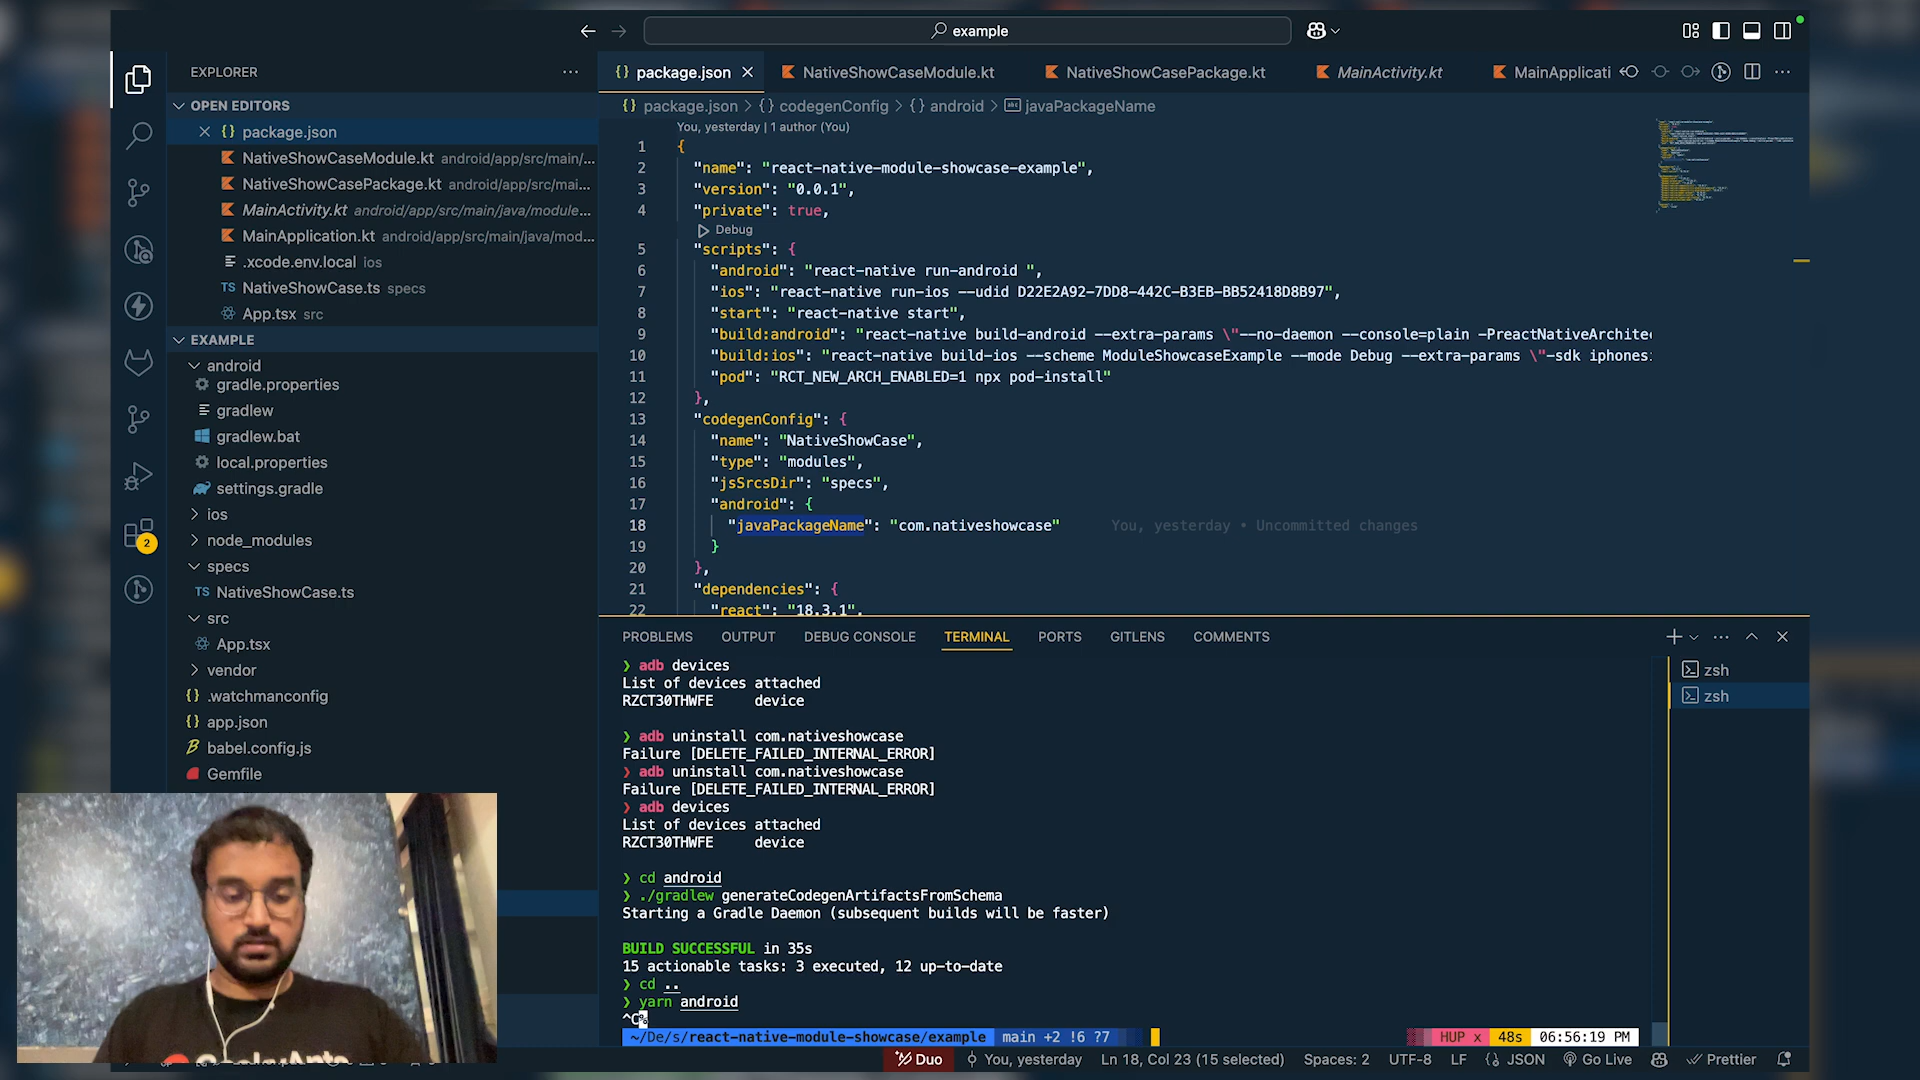 example
EXPLORER
OPEN EDITORS
package.json
NativeShowCaseModule.kt android/app/src/main/...
NativeShowCasePackage.kt android/app/src/mai...
MainActivity.kt android/app/src/main/java/module...
MainApplication.kt android/app/src/main/java/mod...
.xcode.env.local ios
TS NativeShowCase.ts specs
App.tsx src
EXAMPLE
android
gradle.properties
gradlew
gradlew.bat
local.properties
settings.gradle
ios
node_modules
2
specs
TS NativeShowCase.ts
src
App.tsx
vendor
{} .watchmanconfig
{} app.json
babel.config.js
Gemfile
{} package.json
NativeShowCaseModule.kt
NativeShowCasePackage.kt
MainActivity.kt
MainApplicati
{} package.json > {} codegenConfig > {} android > javaPackageName
You, yesterday | 1 author (You)
1 {
2 "name": "react-native-module-showcase-example",
3 "version": "0.0.1",
4 "private": true,
Debug
5 "scripts": {
6 "android": "react-native run-android ",
7 "ios": "react-native run-ios --udid D22E2A92-7DD8-442C-B3EB-BB52418D8B97",
8 "start": "react-native start",
9 "build:android": "react-native build-android --extra-params \"--no-daemon --console=plain -PreactNativeArchite
10 "build:ios": "react-native build-ios --scheme ModuleShowcaseExample --mode Debug --extra-params \"-sdk iphones
11 "pod": "RCT_NEW_ARCH_ENABLED=1 npx pod-install"
12 },
13 "codegenConfig": {
14 "name": "NativeShowCase",
15 "type": "modules",
16 "jsSrcsDir": "specs",
17 "android": {
18 "javaPackageName": "com.nativeshowcase" You, yesterday • Uncommitted changes
19 }
20 },
21 "dependencies": {
22 "react": "18.3.1",
PROBLEMS OUTPUT DEBUG CONSOLE TERMINAL PORTS GITLENS COMMENTS
❯ adb devices
List of devices attached
RZCT30THWFE device
❯ adb uninstall com.nativeshowcase
Failure [DELETE_FAILED_INTERNAL_ERROR]
❯ adb uninstall com.nativeshowcase
Failure [DELETE_FAILED_INTERNAL_ERROR]
❯ adb devices
List of devices attached
RZCT30THWFE device
❯ cd android
❯ ./gradlew generateCodegenArtifactsFromSchema
Starting a Gradle Daemon (subsequent builds will be faster)
BUILD SUCCESSFUL in 35s
15 actionable tasks: 3 executed, 12 up-to-date
❯ cd ..
❯ yarn android
^C%
~/De/s/react-native-module-showcase/example main +2 !6 ?7
HUP x 48s 06:56:19 PM
zsh
zsh
Duo You, yesterday Ln 18, Col 23 (15 selected) Spaces: 2 UTF-8 LF {} JSON Go Live Prettier